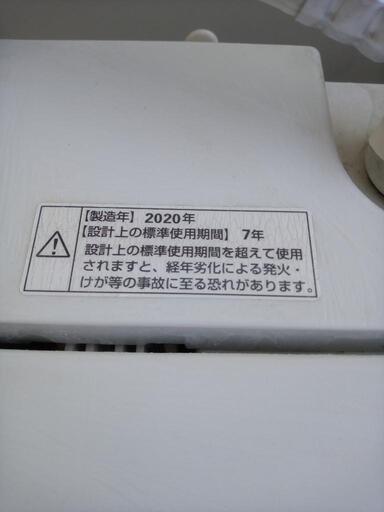 【製造年】 2020年
【設計上の標準使用期間】 7年
設計上の標準使用期間を超えて使用
されますと、経年劣化による発火・
けが等の事故に至る恐れがあります。